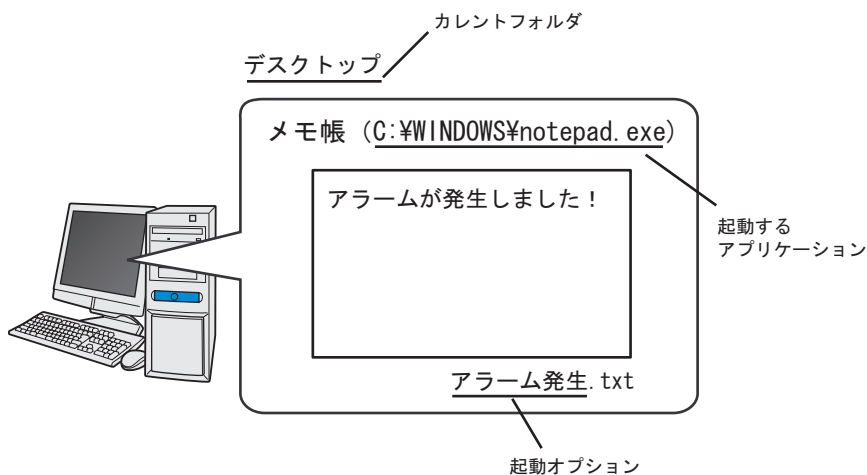 カレントフォルダ
デスクトップ
メモ帳（C:¥WINDOWS¥notepad.exe）
アラームが発生しました！
起動する
アプリケーション
アラーム発生.txt
起動オプション